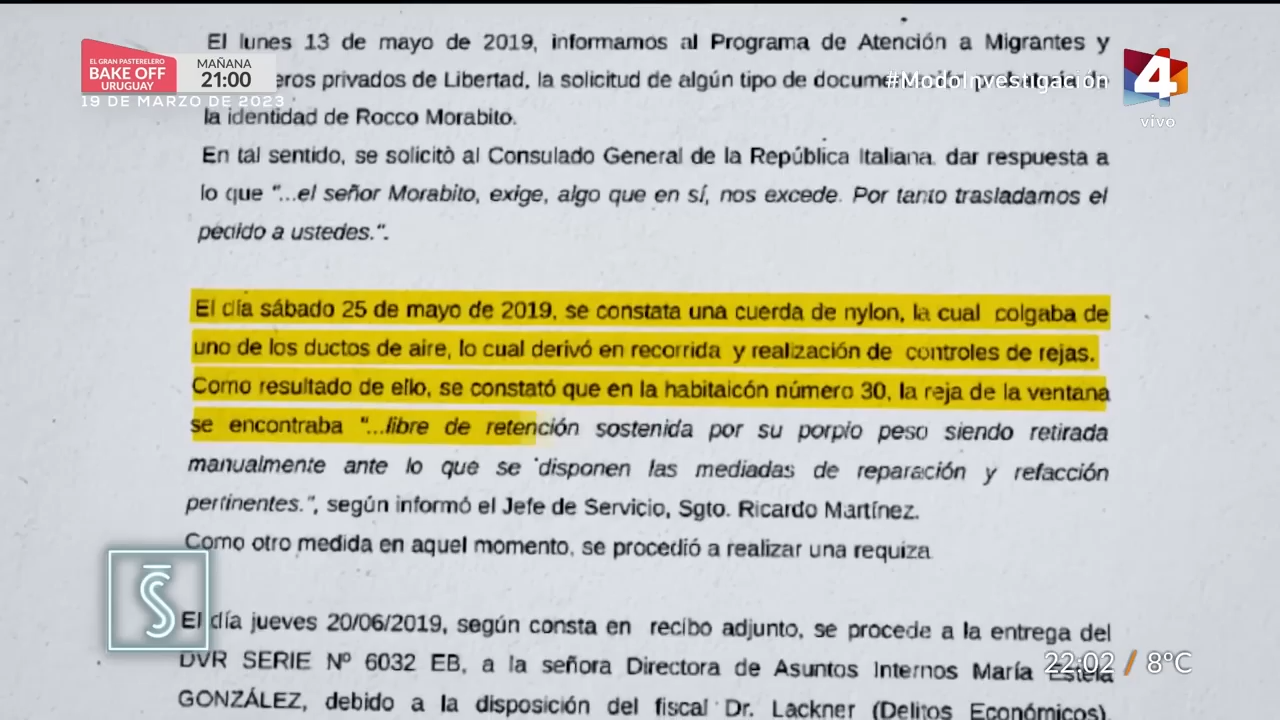 EL GRAN PASTERELERO
BAKE OFF
URUGUAY
MAÑANA
21:00
19 DE MARZO DE 2023
#ModoInvestigación
4
vivo
El lunes 13 de mayo de 2019, informamos al Programa de Atención a Migrantes y
eros privados de Libertad, la solicitud de algún tipo de
la identidad de Rocco Morabito.
En tal sentido, se solicitò al Consulado General de la República Italiana, dar respuesta a
lo que "...el señor Morabito, exige, algo que en sí, nos excede. Por tanto trasladamos el
pedido a ustedes.".
El día sábado 25 de mayo de 2019, se constata una cuerda de nylon, la cual colgaba de
uno de los ductos de aire, lo cual derivó en recorrida y realización de controles de rejas.
Como resultado de ello, se constató que en la habitaicón número 30, la reja de la ventana
se encontraba "...libre de retención sostenida por su porpio peso siendo retirada
manualmente ante lo que se disponen las mediadas de reparación y refacción
pertinentes.", según informó el Jefe de Servicio, Sgto. Ricardo Martínez.
Como otro medida en aquel momento, se procedió a realizar una requiza
S
El día jueves 20/06/2019, según consta en recibo adjunto, se procede a la entrega del
DVR SERIE Nº 6032 EB, a la señora Directora de Asuntos Internos María Estela
GONZÁLEZ, debido a la disposición del fiscal Dr. Lackner (Delitos Económicos),
22:02 / 8°C